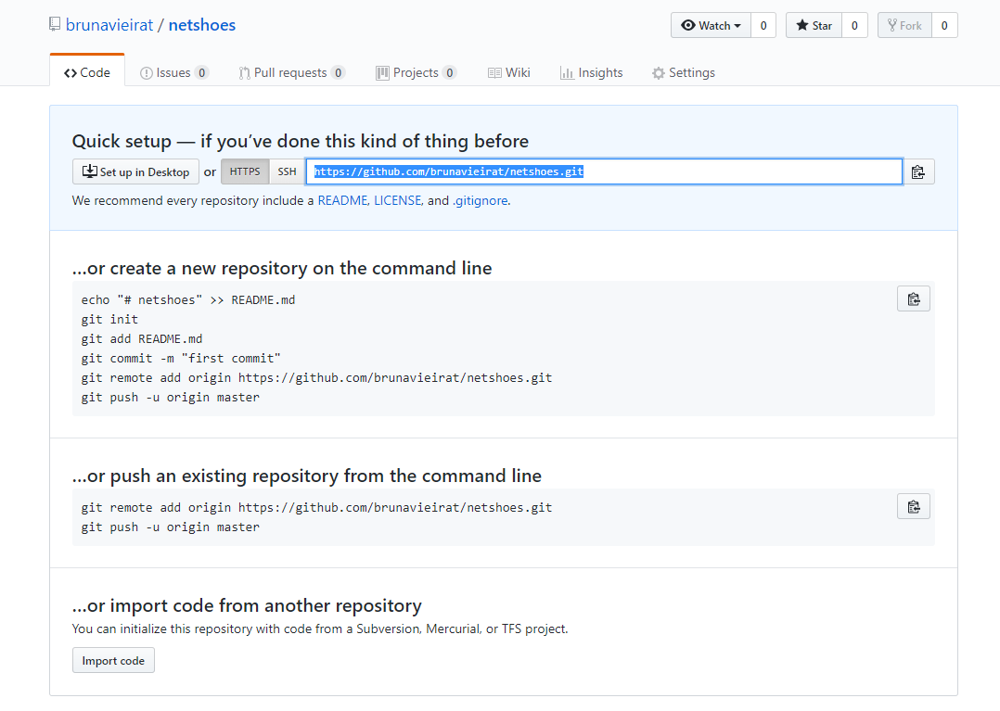 brunavieirat / netshoes
Watch 0 Star 0 Fork 0
Code Issues 0 Pull requests 0 Projects 0 Wiki Insights Settings
Quick setup — if you’ve done this kind of thing before
Set up in Desktop or HTTPS SSH https://github.com/brunavieirat/netshoes.git
We recommend every repository include a README, LICENSE, and .gitignore.
…or create a new repository on the command line
echo "# netshoes" >> README.md
git init
git add README.md
git commit -m "first commit"
git remote add origin https://github.com/brunavieirat/netshoes.git
git push -u origin master
…or push an existing repository from the command line
git remote add origin https://github.com/brunavieirat/netshoes.git
git push -u origin master
…or import code from another repository
You can initialize this repository with code from a Subversion, Mercurial, or TFS project.
Import code